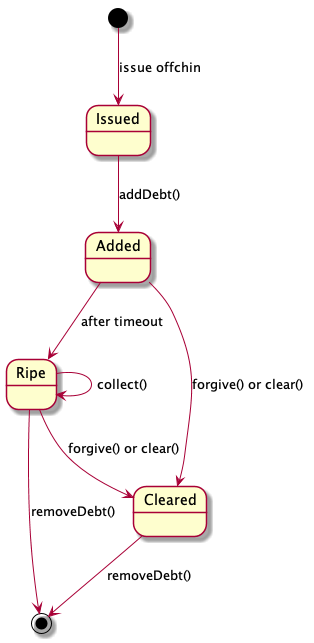 issue offchin
Issued
addDebt()
Added
after timeout
Ripe
collect()
forgive() or clear()
forgive() or clear()
Cleared
removeDebt()
removeDebt()